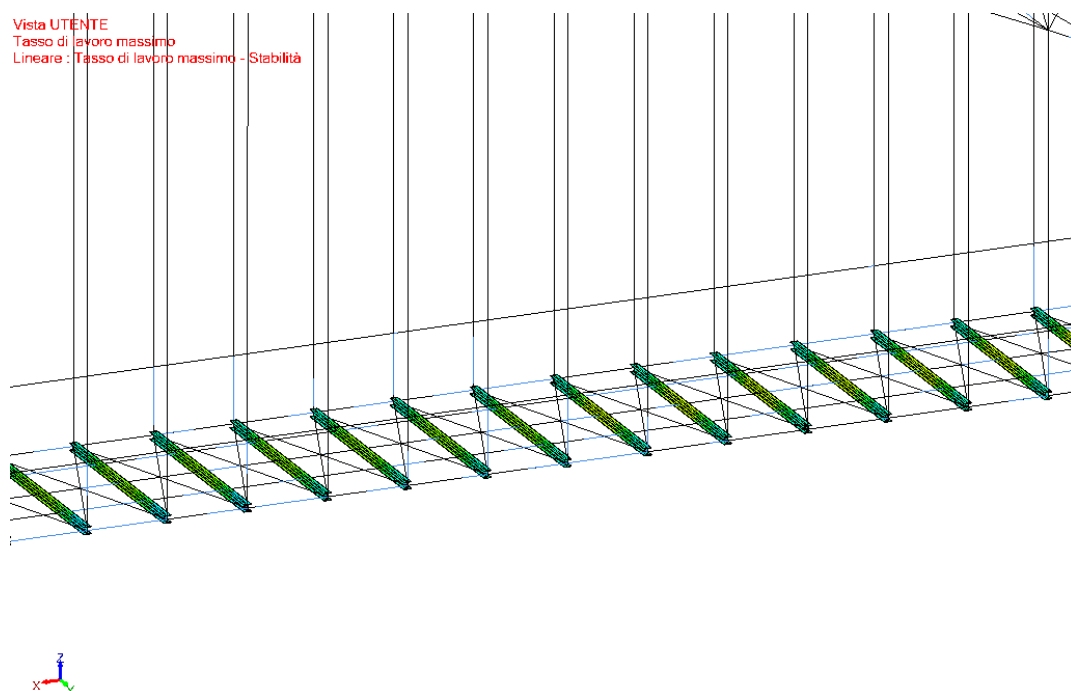 Vista UTENTE
Tasso di lavoro massimo
Lineare : Tasso di lavoro massimo - Stabilità
Z
X
Y